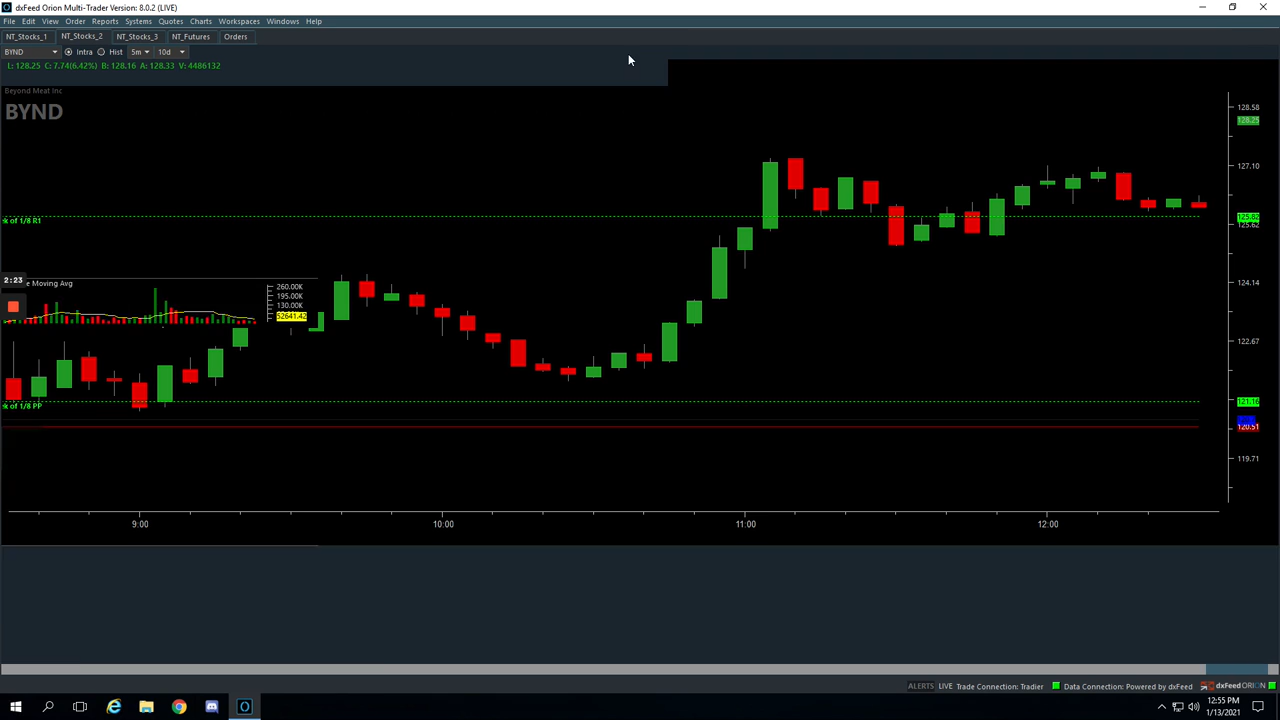 dxFeed Orion Multi-Trader Version: 8.0.2 (LIVE)
File Edit View Order Reports Systems Quotes Charts Workspaces Windows Help
NT_Stocks_1 NT_Stocks_2 NT_Stocks_3 NT_Futures Orders
BYND Intra Hist 5m 10d
L: 128.25 C: 7.74(6.42%) B: 128.16 A: 128.33 V: 4486132
Beyond Meat Inc
BYND
128.58
128.25
127.10
125.82
k of 1/8 R1
125.62
2:23
e Moving Avg
124.14
260.00K
195.00K
130.00K
52641.42
122.67
k of 1/8 PP
121.16
120.51
119.71
9:00 10:00 11:00 12:00
ALERTS LIVE Trade Connection: Tradier Data Connection: Powered by dxFeed dxFeed ORION
12:55 PM
1/13/2021